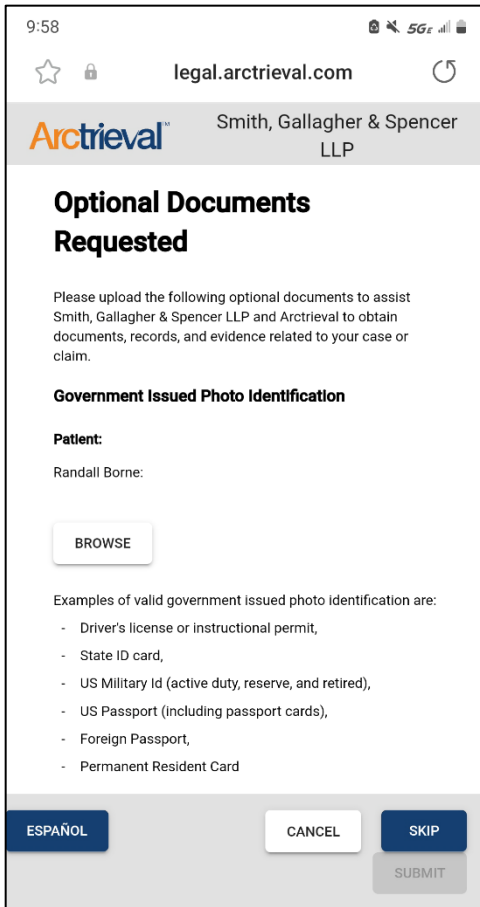 9:58
5GE
legal.arctrieval.com
Arctrieval™
Smith, Gallagher & Spencer
LLP
Optional Documents
Requested
Please upload the following optional documents to assist
Smith, Gallagher & Spencer LLP and Arctrieval to obtain
documents, records, and evidence related to your case or
claim.
Government Issued Photo Identification
Patient:
Randall Borne:
BROWSE
Examples of valid government issued photo identification are:
- Driver's license or instructional permit,
- State ID card,
- US Military Id (active duty, reserve, and retired),
- US Passport (including passport cards),
- Foreign Passport,
- Permanent Resident Card
ESPAÑOL
CANCEL
SKIP
SUBMIT